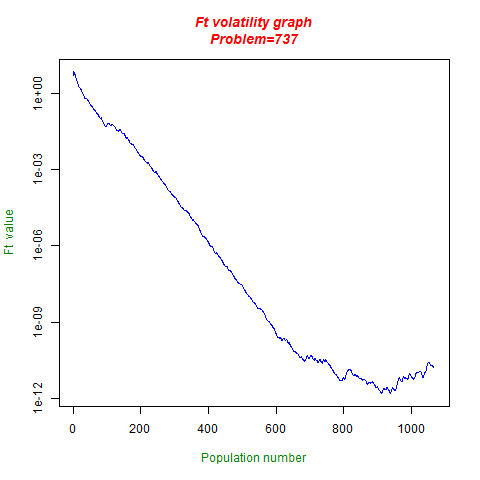 Ft volatility graph
Problem=737
1e+00
1e-03
1e-06
1e-09
1e-12
Ft value
0 200 400 600 800 1000
Population number